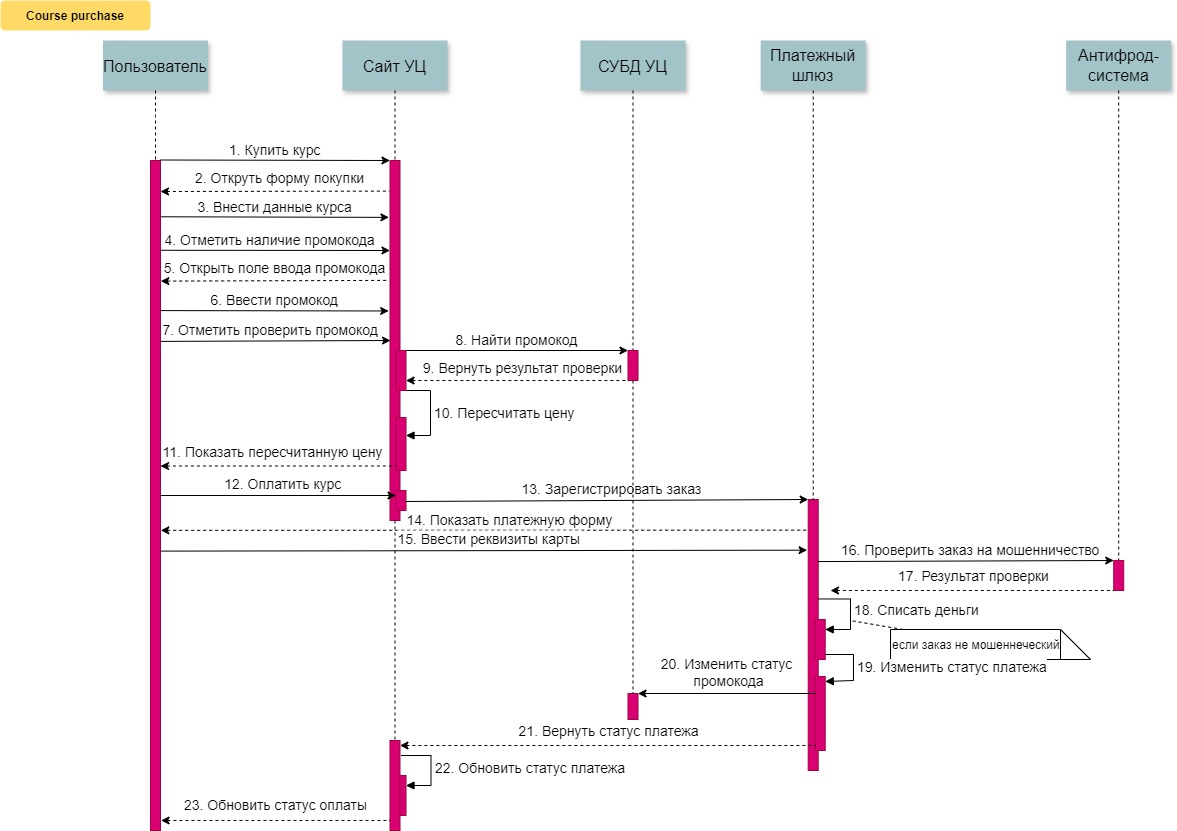 Course purchase
Пользователь
Сайт УЦ
СУБД УЦ
Платежный
шлюз
Антифрод-
система
1. Купить курс
2. Откруть форму покупки
3. Внести данные курса
4. Отметить наличие промокода
5. Открыть поле ввода промокода
6. Ввести промокод
7. Отметить проверить промокод
8. Найти промокод
9. Вернуть результат проверки
10. Пересчитать цену
11. Показать пересчитанную цену
12. Оплатить курс
13. Зарегистрировать заказ
14. Показать платежную форму
15. Ввести реквизиты карты
16. Проверить заказ на мошенничество
17. Результат проверки
18. Списать деньги
если заказ не мошеннеческий
19. Изменить статус платежа
20. Изменить статус
промокода
21. Вернуть статус платежа
22. Обновить статус платежа
23. Обновить статус оплаты